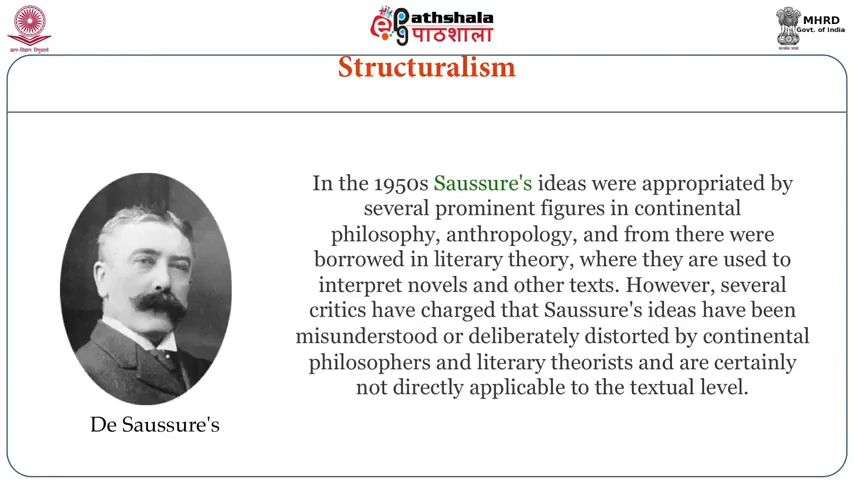 Pathshala
पाठशाला
MHRD
Govt. of India
Structuralism
In the 1950s Saussure's ideas were appropriated by
several prominent figures in continental
philosophy, anthropology, and from there were
borrowed in literary theory, where they are used to
interpret novels and other texts. However, several
critics have charged that Saussure's ideas have been
misunderstood or deliberately distorted by continental
philosophers and literary theorists and are certainly
not directly applicable to the textual level.
De Saussure's